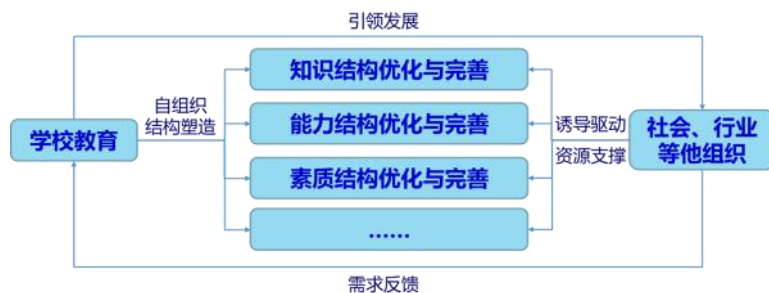 引领发展
知识结构优化与完善
自组织
结构塑造
学校教育
能力结构优化与完善
诱导驱动
资源支撑
社会、行业
等他组织
素质结构优化与完善
......
需求反馈